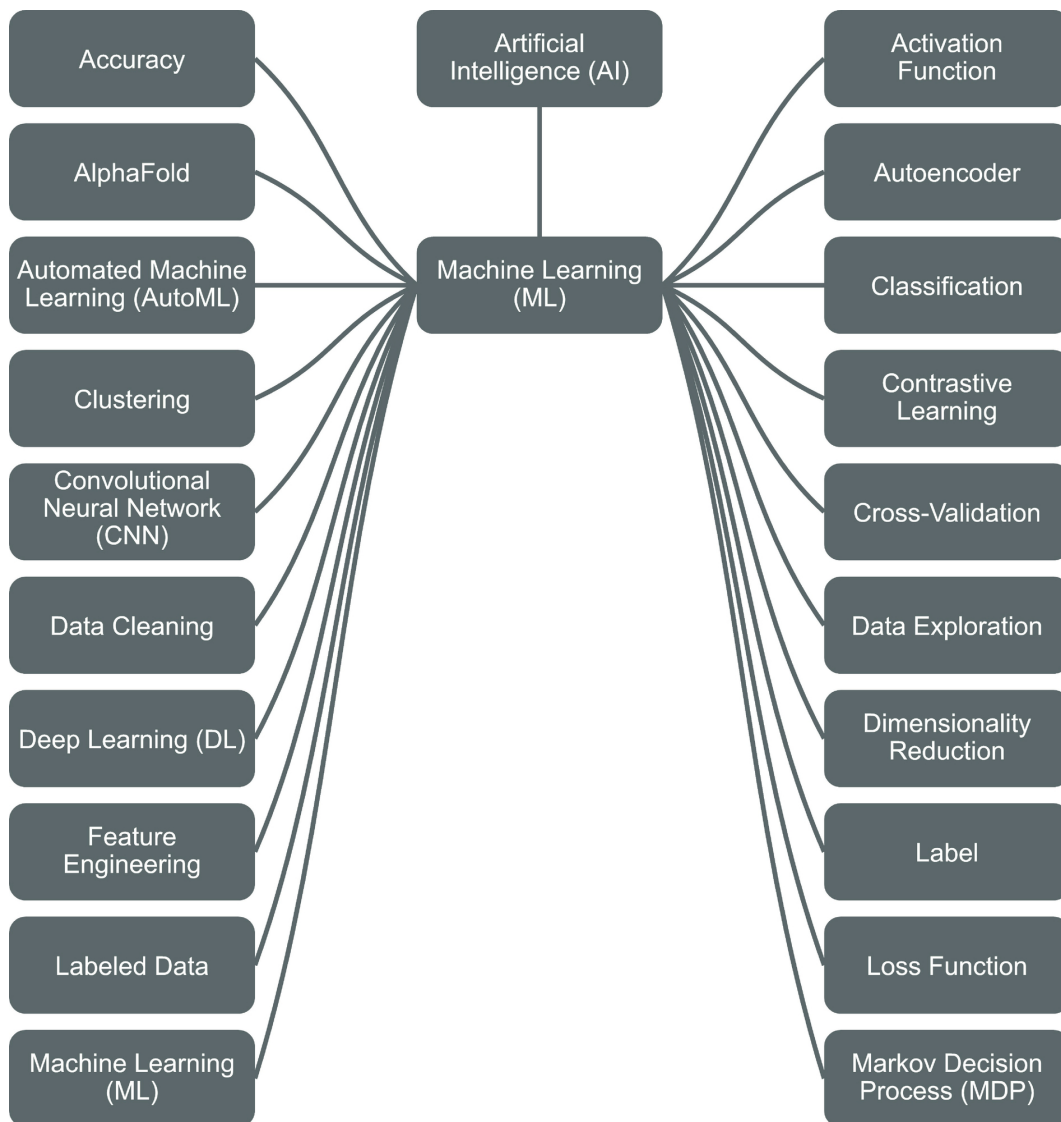 Accuracy
Artificial
Intelligence (AI)
Activation
Function
AlphaFold
Autoencoder
Automated Machine
Learning (AutoML)
Machine Learning
(ML)
Classification
Clustering
Contrastive
Learning
Convolutional
Neural Network
(CNN)
Cross-Validation
Data Cleaning
Data Exploration
Deep Learning (DL)
Dimensionality
Reduction
Feature
Engineering
Label
Labeled Data
Loss Function
Machine Learning
(ML)
Markov Decision
Process (MDP)